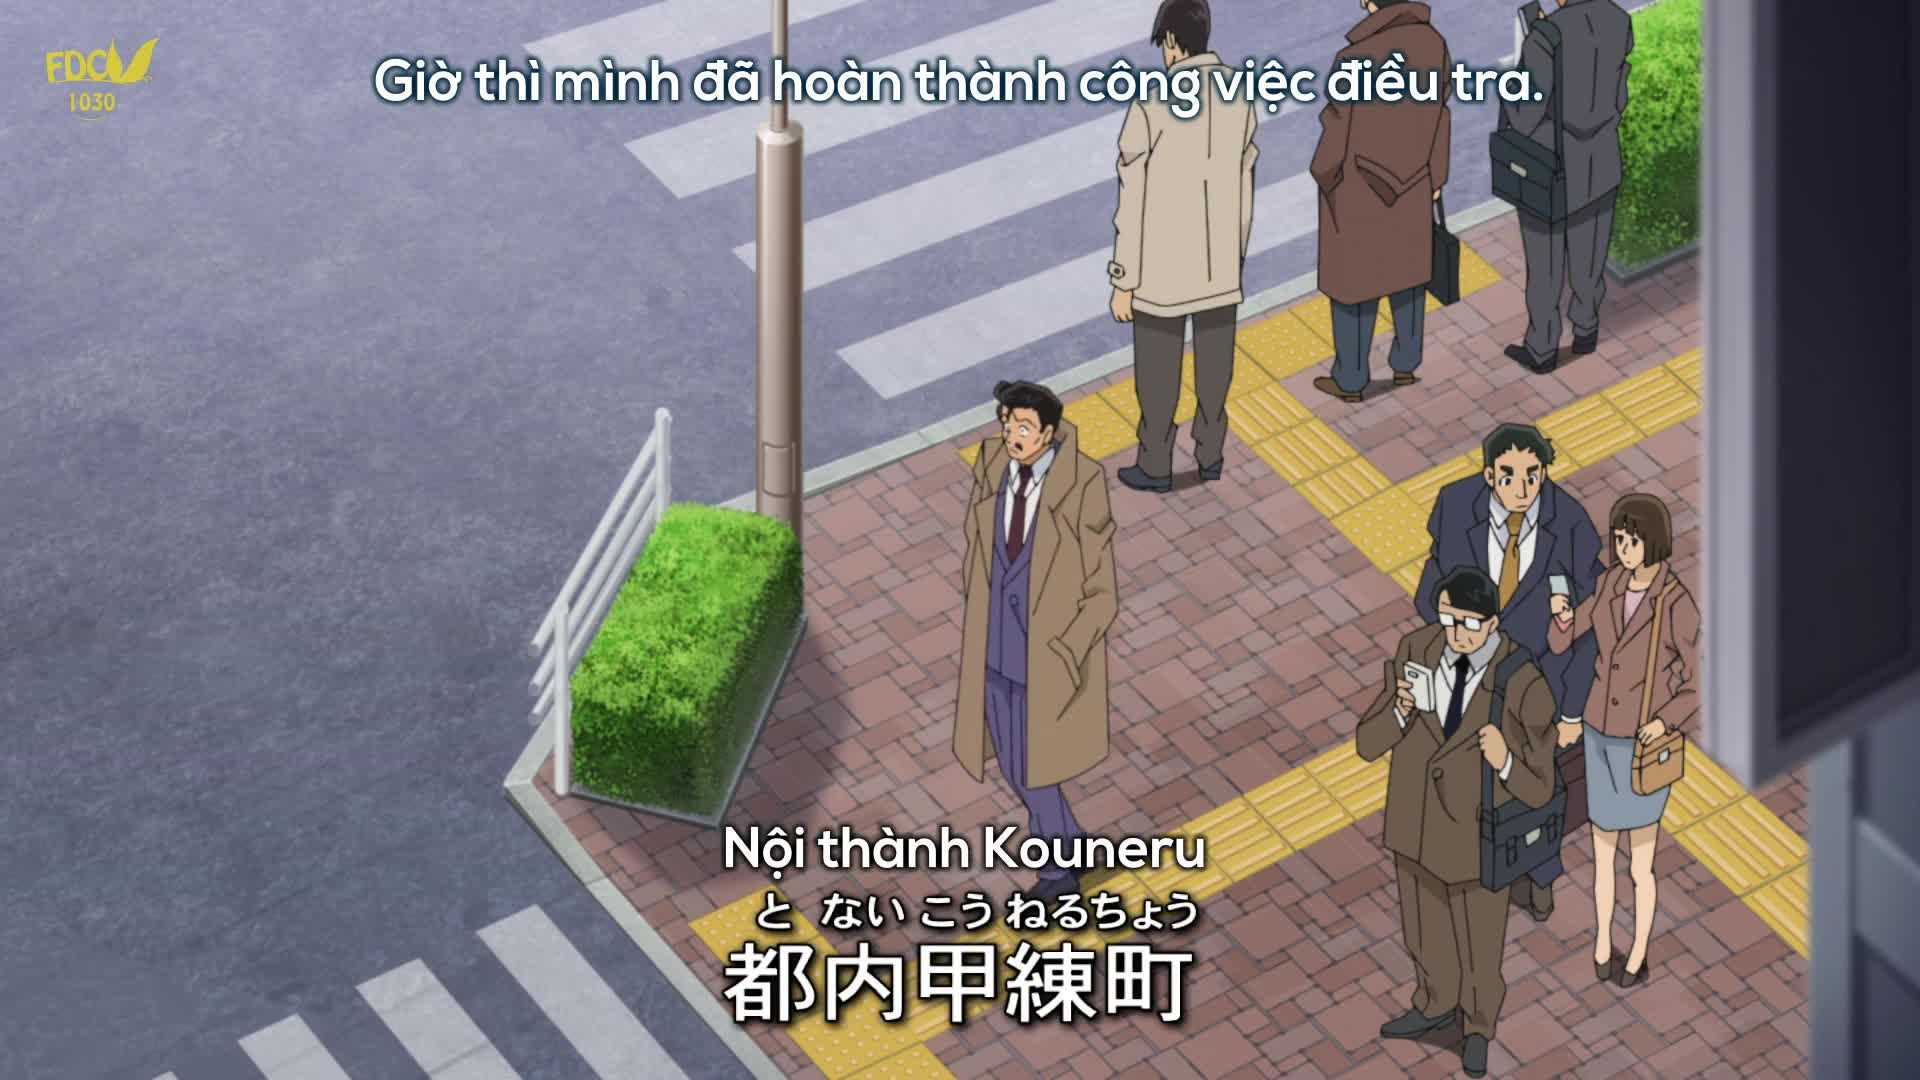 FDC
1030
Giờ thì mình đã hoàn thành công việc điều tra.
Nội thành Kouneru
とないこうねるちょう
都内甲練町